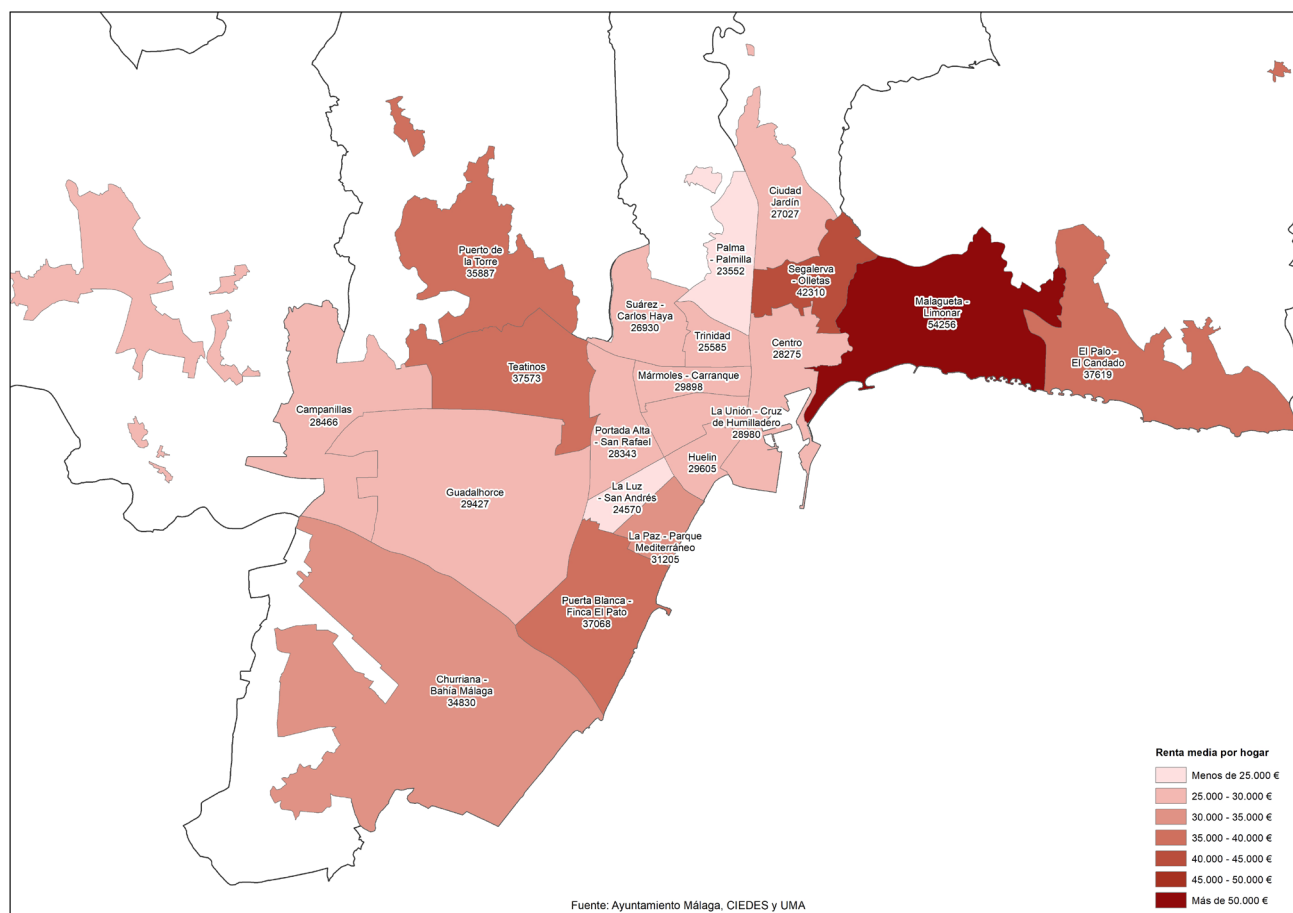 Ciudad
Jardín
27027
Palma
- Palmilla
23552
Puerto de
la Torre
35887
Segalerva
- Olletas
42310
Malagueta -
Limonar
54256
Suárez -
Carlos Haya
26930
Trinidad
25585
Centro
28275
El Palo -
El Candado
37619
Teatinos
37573
Mármoles - Carranque
29898
Campanillas
28466
La Unión - Cruz
de Humilladero
28980
Portada Alta
- San Rafael
28343
Huelin
29605
Guadalhorce
29427
La Luz
- San Andrés
24570
La Paz - Parque
Mediterráneo
31205
Puerta Blanca -
Finca El Pato
37068
Churriana -
Bahía Málaga
34830
Renta media por hogar
Menos de 25.000 €
25.000 - 30.000 €
30.000 - 35.000 €
35.000 - 40.000 €
40.000 - 45.000 €
45.000 - 50.000 €
Más de 50.000 €
Fuente: Ayuntamiento Málaga, CIEDES y UMA